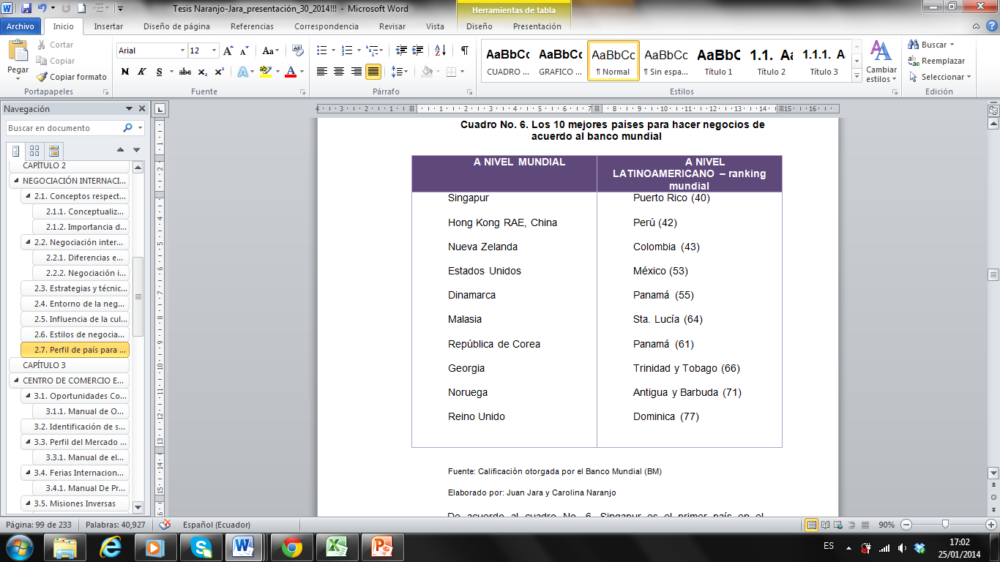 Tesis Naranjo-Jara_presentación_30_2014!!! - Microsoft Word
Herramientas de tabla
Archivo
Inicio
Insertar
Diseño de página
Referencias
Correspondencia
Revisar
Vista
Diseño
Presentación
Pegar
Cortar
Copiar
Copiar formato
Portapapeles
Arial
12
Fuente
Párrafo
AaBbCc
CUADRO ...
AaBbCc
GRAFICO ...
AaBbCc
¶ Normal
AaBbCc
¶ Sin espa...
AaBbC
Título 1
1.1. Aa
Título 2
1.1.1. A
Título 3
Cambiar
estilos
Estilos
Buscar
Reemplazar
Seleccionar
Edición
Navegación
Buscar en documento
CAPÍTULO 2
NEGOCIACIÓN INTERNACI...
2.1. Conceptos respect...
2.1.1. Conceptualiz...
2.1.2. Importancia d...
2.2. Negociación inter...
2.2.1. Diferencias e...
2.2.2. Negociación i...
2.3. Estrategias y técnic...
2.4. Entorno de la neg...
2.5. Influencia de la cul...
2.6. Estilos de negocia...
2.7. Perfil de país para ...
CAPÍTULO 3
CENTRO DE COMERCIO E...
3.1. Oportunidades Co...
3.1.1. Manual de O...
3.2. Identificación de s...
3.3. Perfil del Mercado ...
3.3.1. Manual de el...
3.4. Ferias Internacion...
3.4.1. Manual De Pr...
3.5. Misiones Inversas
Cuadro No. 6. Los 10 mejores países para hacer negocios de
acuerdo al banco mundial
A NIVEL MUNDIAL
A NIVEL
LATINOAMERICANO – ranking
mundial
Singapur
Puerto Rico (40)
Hong Kong RAE, China
Perú (42)
Nueva Zelanda
Colombia (43)
Estados Unidos
México (53)
Dinamarca
Panamá (55)
Malasia
Sta. Lucía (64)
República de Corea
Panamá (61)
Georgia
Trinidad y Tobago (66)
Noruega
Antigua y Barbuda (71)
Reino Unido
Dominica (77)
Fuente: Calificación otorgada por el Banco Mundial (BM)
Elaborado por: Juan Jara y Carolina Naranjo
De acuerdo al cuadro No. 6, Singapur es el primer país en el
Página: 99 de 233
Palabras: 40,927
Español (Ecuador)
90%
ES
17:02
25/01/2014